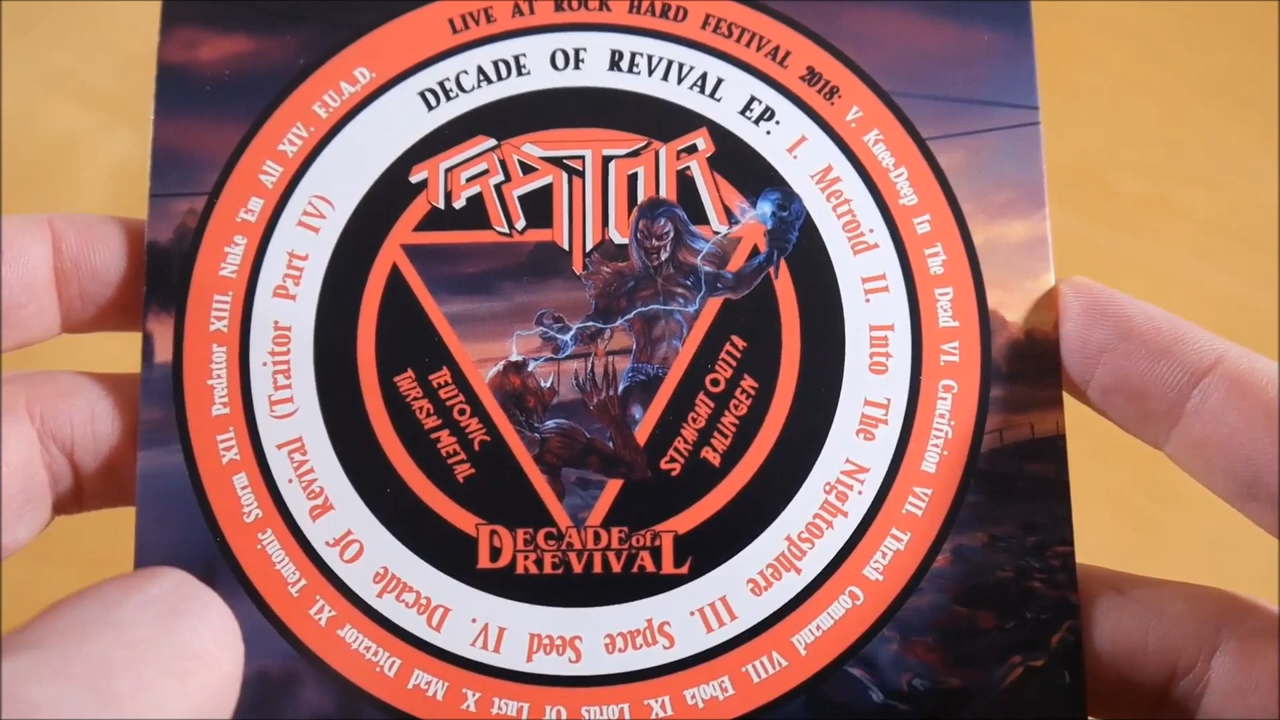 LIVE AT ROCK HARD FESTIVAL 2018: V. Knee-Deep In The Dead VI. Crucifixion VII. Thrash Command VIII. Ebola IX. Lords Of Lust X. Mad Dictator XI. Teutonic Storm XII. Predator XIII. Nuke 'Em All XIV. F.U.A.D.
DECADE OF REVIVAL EP: I. Metroid II. Into The Nightosphere III. Space Seed IV. Decade Of Revival (Traitor Part IV)
TRAITOR
TEUTONIC
THRASH METAL
STRAIGHT OUTTA
BALINGEN
DECADE of
REVIVAL